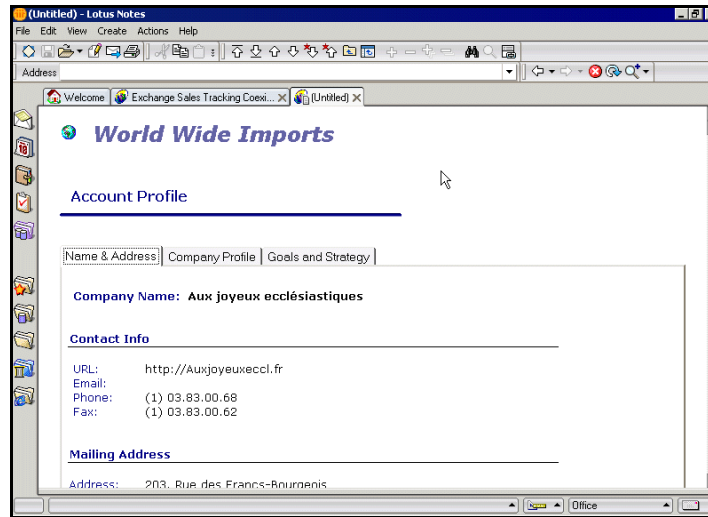 (Untitled) - Lotus Notes
File Edit View Create Actions Help
Address
Welcome Exchange Sales Tracking Coexi... (Untitled)
World Wide Imports
Account Profile
Name & Address Company Profile Goals and Strategy
Company Name: Aux joyeux ecclésiastiques
Contact Info
URL: http://Auxjoyeuxeccl.fr
Email:
Phone: (1) 03.83.00.68
Fax: (1) 03.83.00.62
Mailing Address
Address: 203, Rue des Francs-Bourgeois
Office